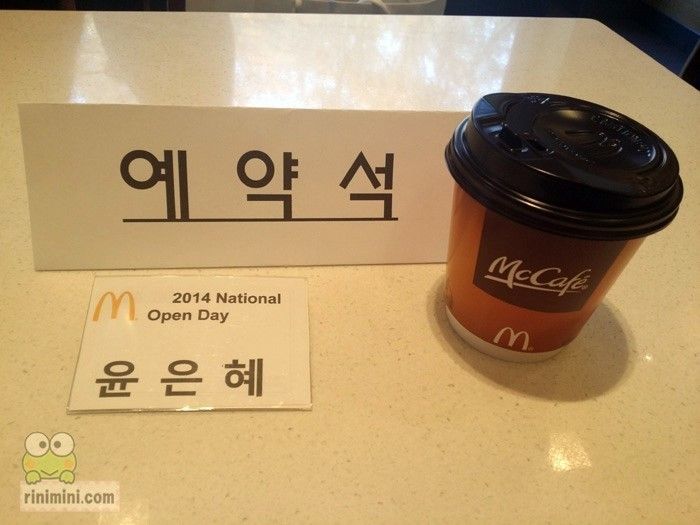 예약석
M
2014 National
Open Day
윤은혜
McCafé
M
rinimini.com